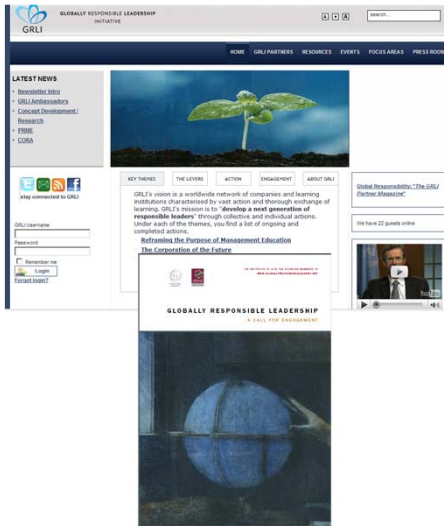 GLOBALLY RESPONSIBLE LEADERSHIP
INITIATIVE
GRLI
search...
HOME GRLI PARTNERS RESOURCES EVENTS FOCUS AREAS PRESS ROOM
LATEST NEWS
Newsletter Intro
GRLI Ambassadors
Concept Development /
Research
PRME
CORA
stay connected to GRLI
GRLI Username
Password
Remember me
Login
Forgot login?
KEY THEMES THE LEVERS ACTION ENGAGEMENT ABOUT GRLI
GRLI's vision is a worldwide network of companies and learning
institutions characterised by vast action and thorough exchange of
learning. GRLI's mission is to "develop a next generation of
responsible leaders" through collective and individual actions.
Under each of the themes, you find a list of ongoing and
completed actions.
Reframing the Purpose of Management Education
The Corporation of the Future
Global Responsibility: "The GRLI
Partner Magazine"
We have 22 guests online
YouTube
GLOBALLY RESPONSIBLE LEADERSHIP
A CALL FOR ENGAGEMENT